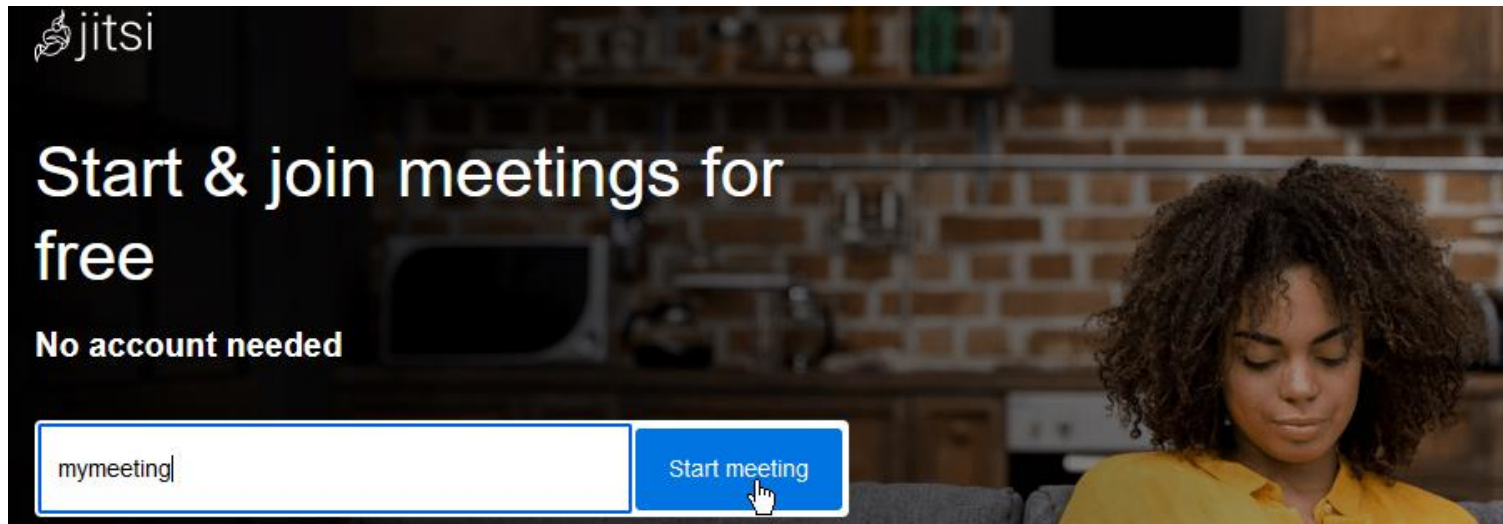 jitsi
Start & join meetings for
free
No account needed
mymeeting
Start meeting